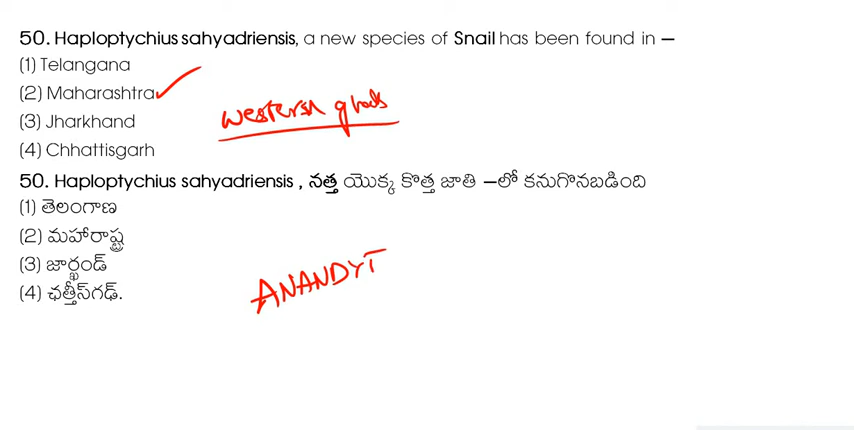 50. Haploptychius sahyadriensis, a new species of Snail has been found in –
(1) Telangana
(2) Maharashtra
(3) Jharkhand
(4) Chhattisgarh
western ghats
50. Haploptychius sahyadriensis , నత్త యొక్క కొత్త జాతి –లో కనుగొనబడింది
(1) తెలంగాణ
(2) మహారాష్ట్ర
(3) జార్ఖండ్
(4) ఛత్తీస్‌గఢ్.
ANANDYT